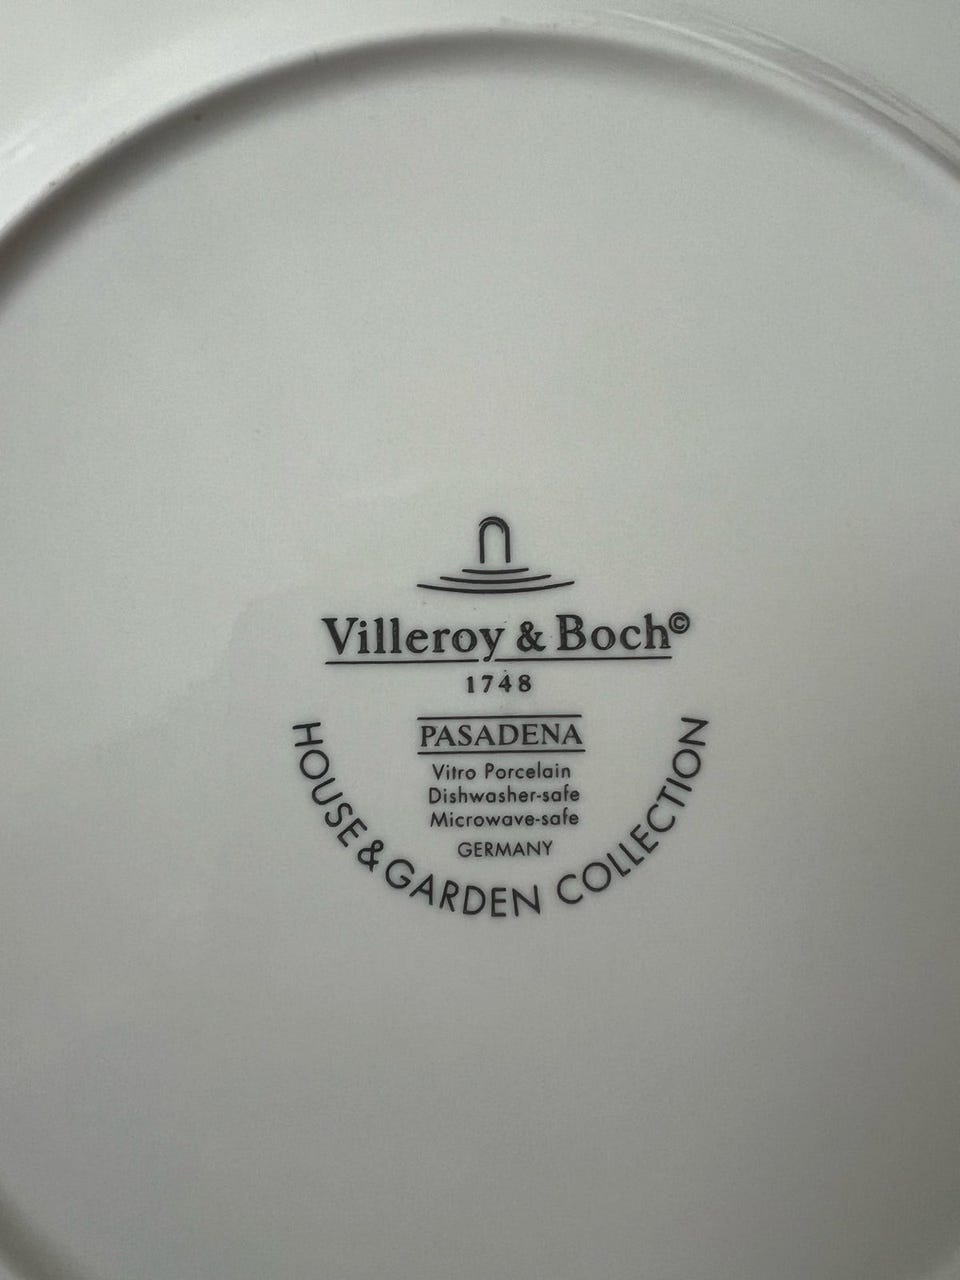 Villeroy & Boch©
1748
PASADENA
Vitro Porcelain
Dishwasher-safe
Microwave-safe
GERMANY
HOUSE & GARDEN COLLECTION